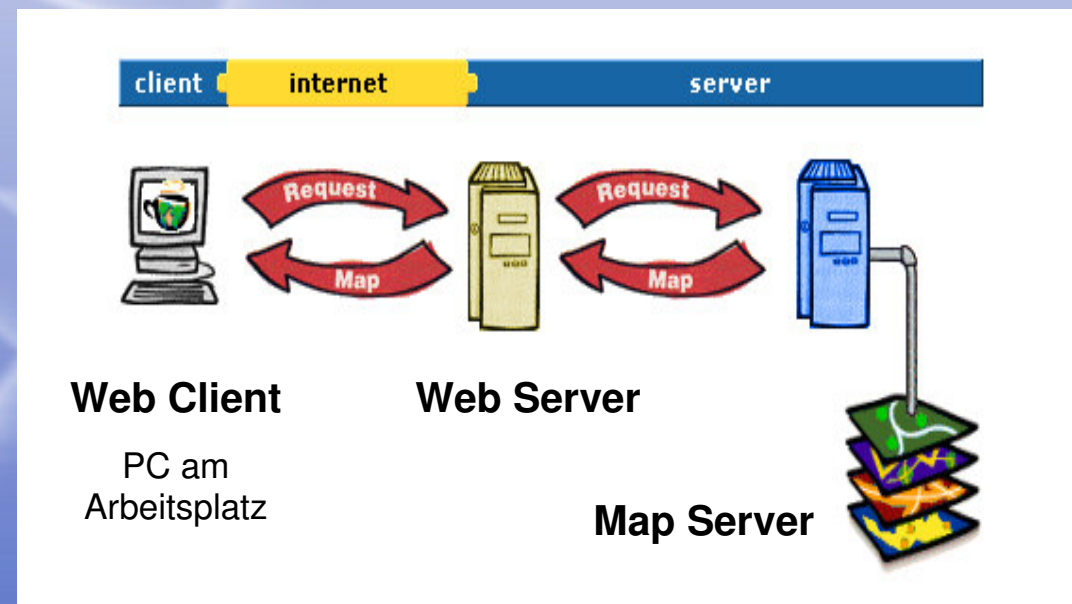 client internet server
Request Request
Map Map
Web Client Web Server
PC am
Arbeitsplatz
Map Server